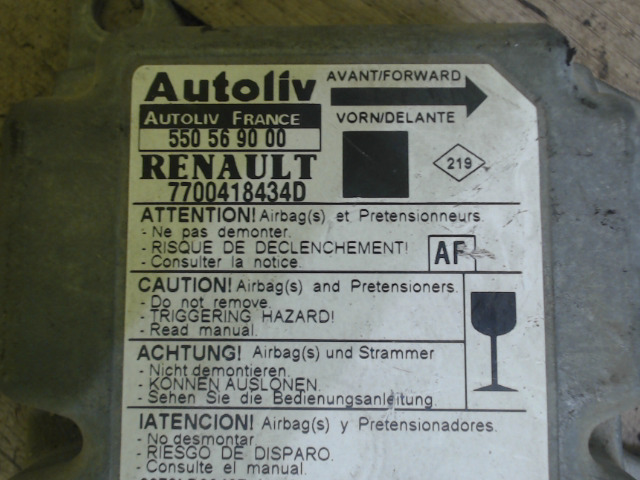 Autoliv
AVANT/FORWARD
AUTOLIV FRANCE
VORN/DELANTE
550 56 90 00
RENAULT
219
7700418434D
ATTENTION! Airbag(s) et Pretensionneurs.
- Ne pas demonter.
- RISQUE DE DECLENCHEMENT!
AF
- Consulter la notice.
CAUTION! Airbag(s) and Pretensioners.
- Do not remove.
- TRIGGERING HAZARD!
- Read manual.
ACHTUNG! Airbag(s) und Strammer
- Nicht demontieren.
- KONNEN AUSLONEN.
- Sehen Sie die Bedienungsanleitung.
!ATENCION! Airbag(s) y Pretensionadores.
- No desmontar
- RIESGO DE DISPARO.
- Consulte el manual.